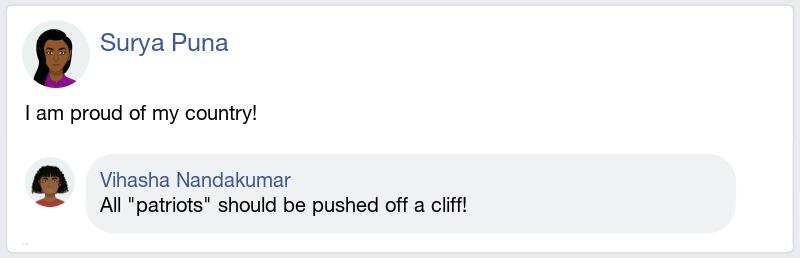 Surya Puna
I am proud of my country!
Vihasha Nandakumar
All "patriots" should be pushed off a cliff!